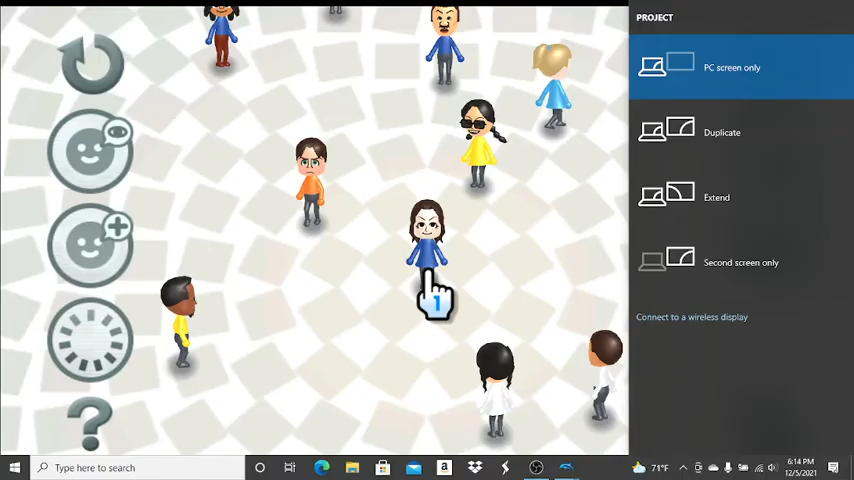 PROJECT
PC screen only
Duplicate
Extend
Second screen only
Connect to a wireless display
1
?
Type here to search
a
71°F
6:14 PM
12/5/2021